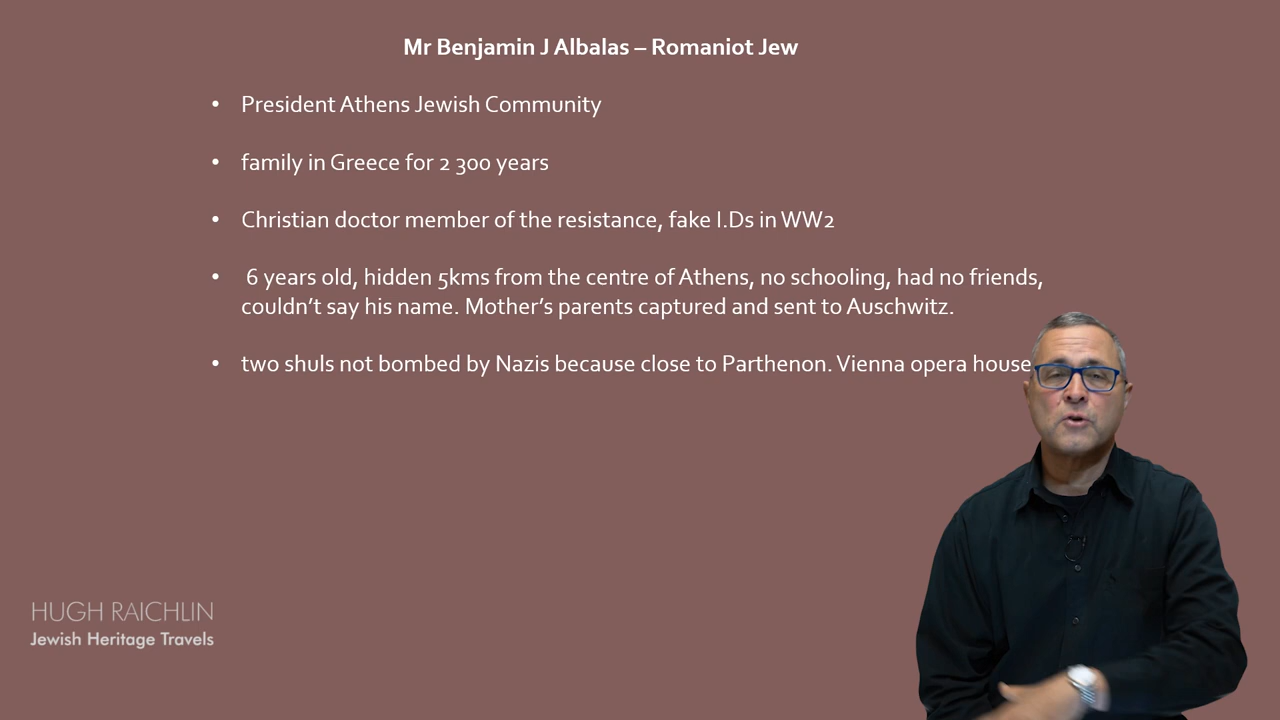 Mr Benjamin J Albalas – Romaniot Jew
• President Athens Jewish Community
• family in Greece for 2 300 years
• Christian doctor member of the resistance, fake I.Ds in WW2
• 6 years old, hidden 5kms from the centre of Athens, no schooling, had no friends,
couldn't say his name. Mother's parents captured and sent to Auschwitz.
• two shuls not bombed by Nazis because close to Parthenon. Vienna opera house
HUGH RAICHLIN
Jewish Heritage Travels